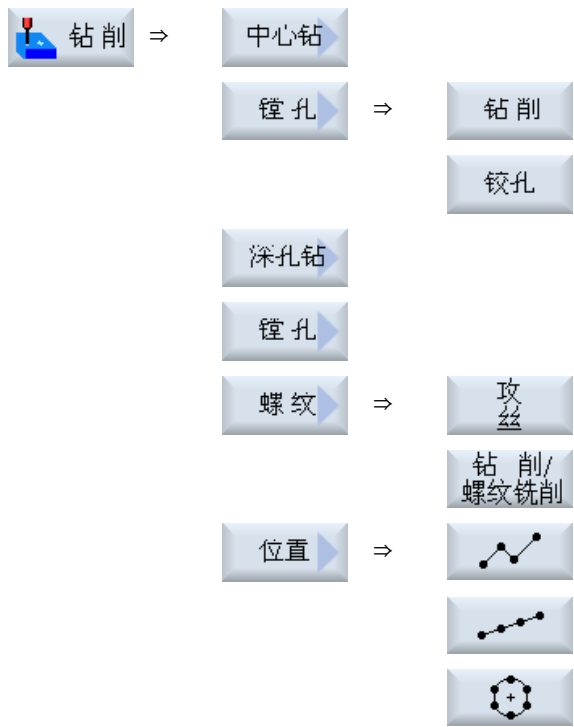 钻削 ⇒ 中心钻
镗孔 ⇒ 钻削
铰孔
深孔钻
镗孔
螺纹 ⇒ 攻
丝
钻 削/
螺纹铣削
位置 ⇒